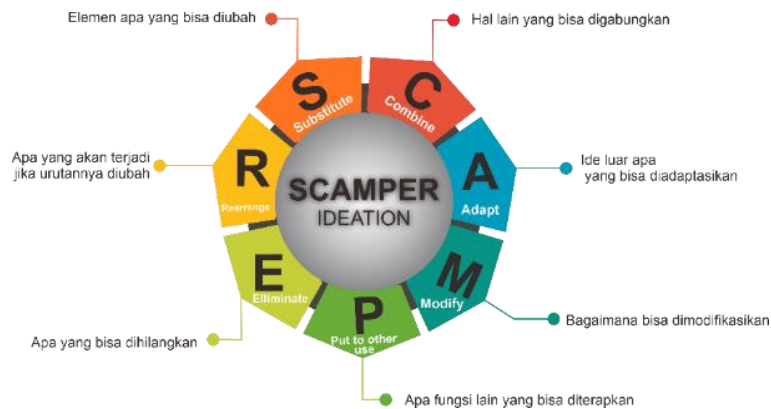 Elemen apa yang bisa diubah
Hal lain yang bisa digabungkan
S
Substitute
C
Combine
Apa yang akan terjadi
jika urutannya diubah
R
Rearrange
SCAMPER
IDEATION
A
Adapt
Ide luar apa
yang bisa diadaptasikan
E
Elliminate
M
Modify
P
Put to other
use
Bagaimana bisa dimodifikasikan
Apa yang bisa dihilangkan
Apa fungsi lain yang bisa diterapkan